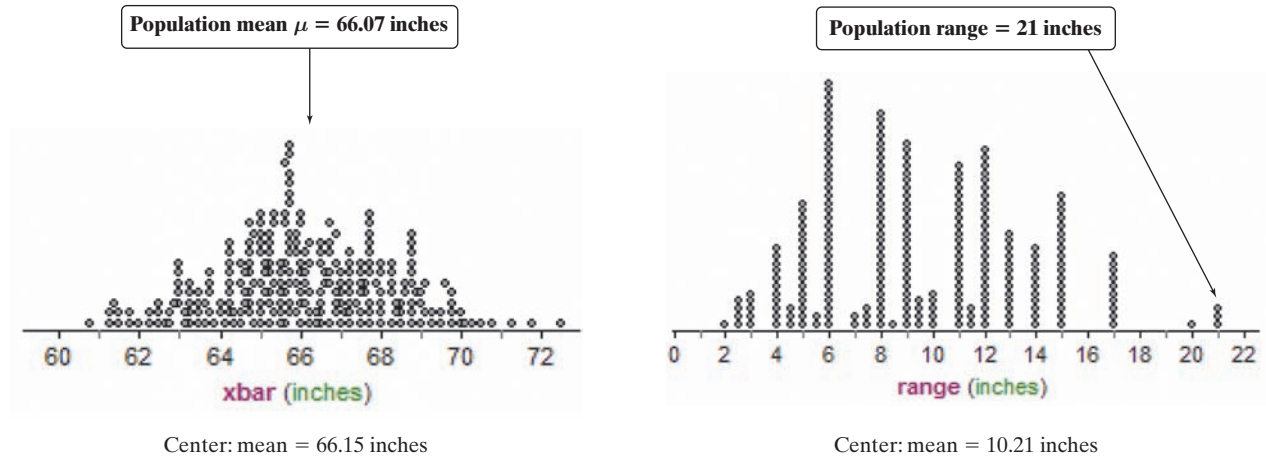 Population mean μ = 66.07 inches
60 62 64 66 68 70 72
xbar (inches)
Center: mean = 66.15 inches
Population range = 21 inches
0 2 4 6 8 10 12 14 16 18 20 22
range (inches)
Center: mean = 10.21 inches